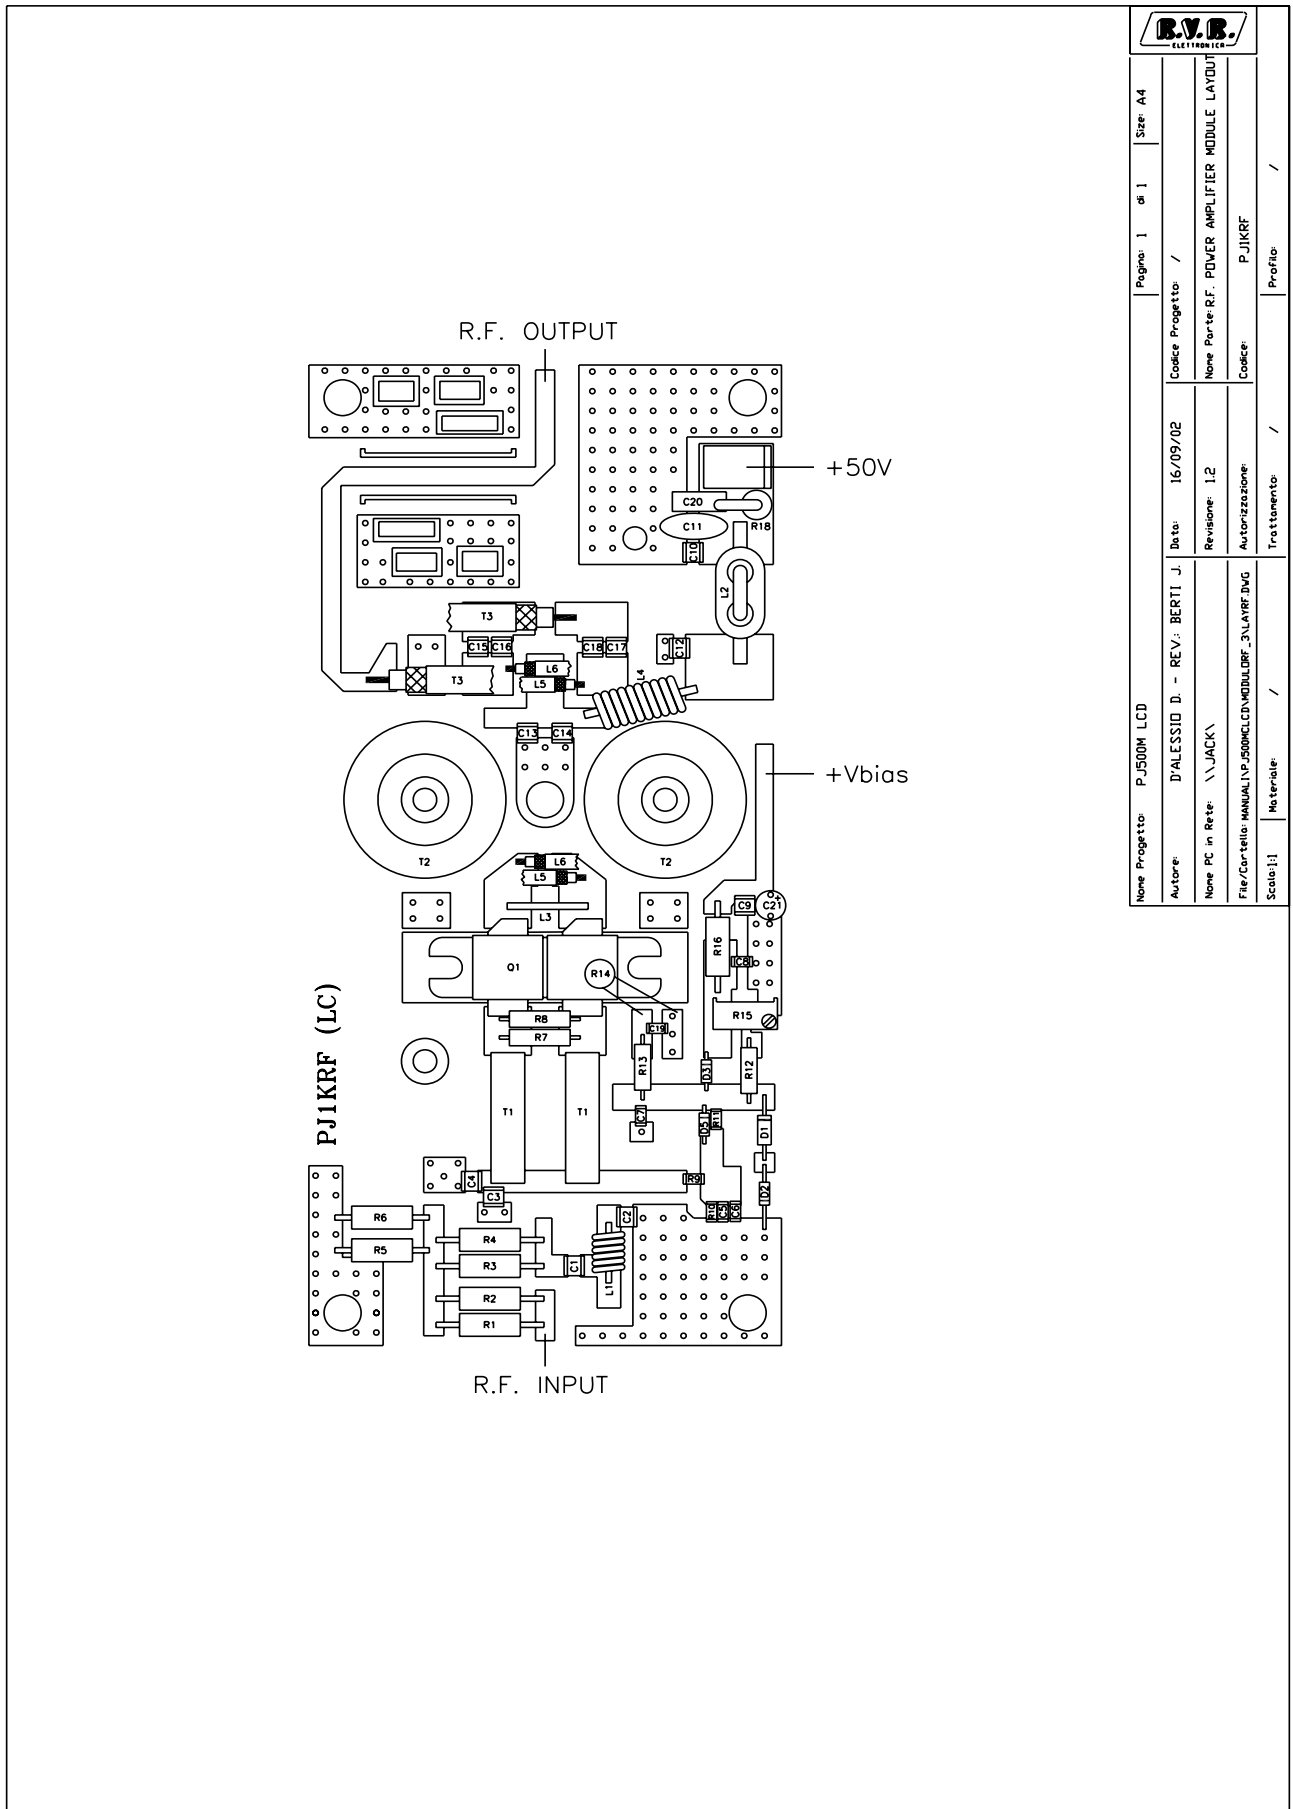 R.V.R.
ELETTRONICA
Nome Progetto: PJ500M LCD
Pagina: 1 di 1
Size: A4
Autore: D'ALESSIO D. - REV.: BERTI J.
Data: 16/09/02
Codice Progetto: /
Nome PC in Rete: \\JACK\
Revisione: 1.2
Nome Parte: R.F. POWER AMPLIFIER MODULE LAYOUT
File/Cartella: MANUALI\PJ500MCLCD\MODULORF_3\LAYRF.DWG
Autorizzazione:
Codice: PJ1KRF
Scala: 1:1
Materiale: /
Trattamento: /
Profilo: /
R.F. OUTPUT
+50V
C20
C11
R18
C10
L2
T3
C15
C16
C18
C17
C12
L6
T3
L5
L4
C13
C14
+Vbias
T2
T2
L6
L5
L3
C9
C21
+
R16
C8
Q1
R14
R15
R8
C19
R7
PJ1KRF (LC)
R13
D3
R12
T1
T1
C7
D5
R11
D1
C4
R9
C3
D2
R6
C2
R10
C5
C6
R4
R5
R3
C1
L1
R2
R1
R.F. INPUT